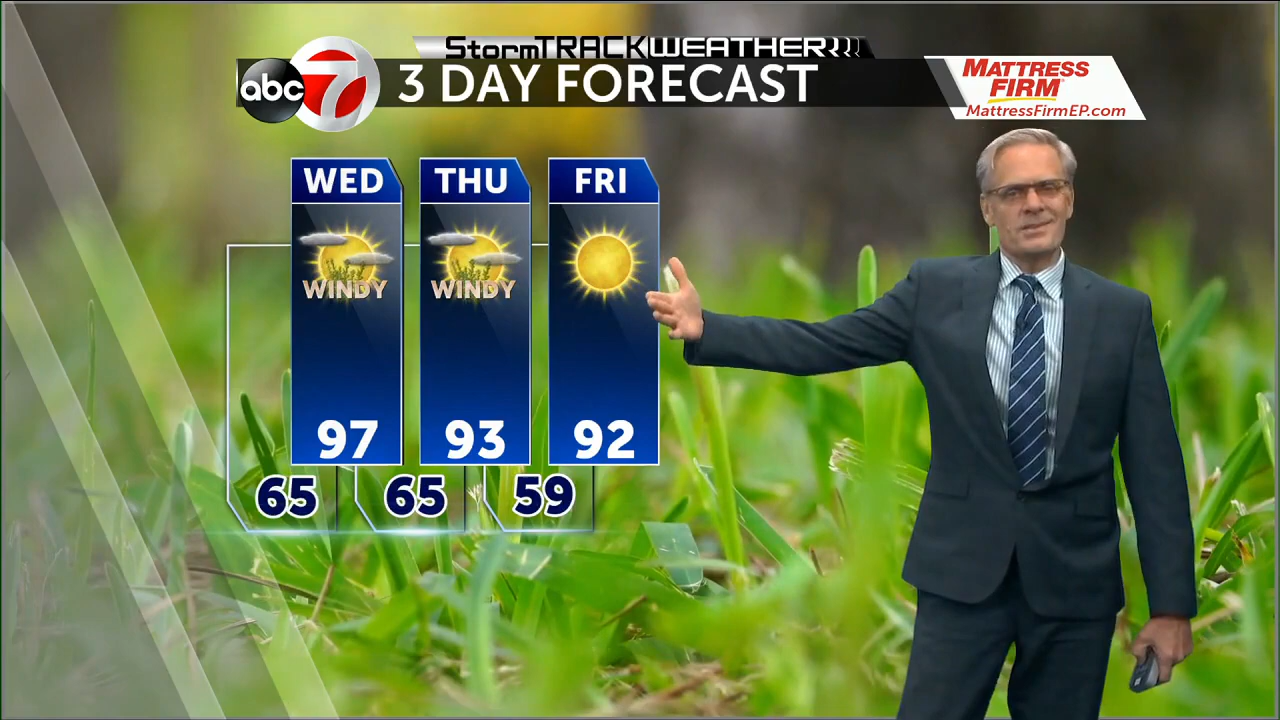 StormTRACKWEATHER
abc 7
3 DAY FORECAST
MATTRESS
FIRM
MattressFirmEP.com
WED THU FRI
WINDY WINDY
97 93 92
65 65 59